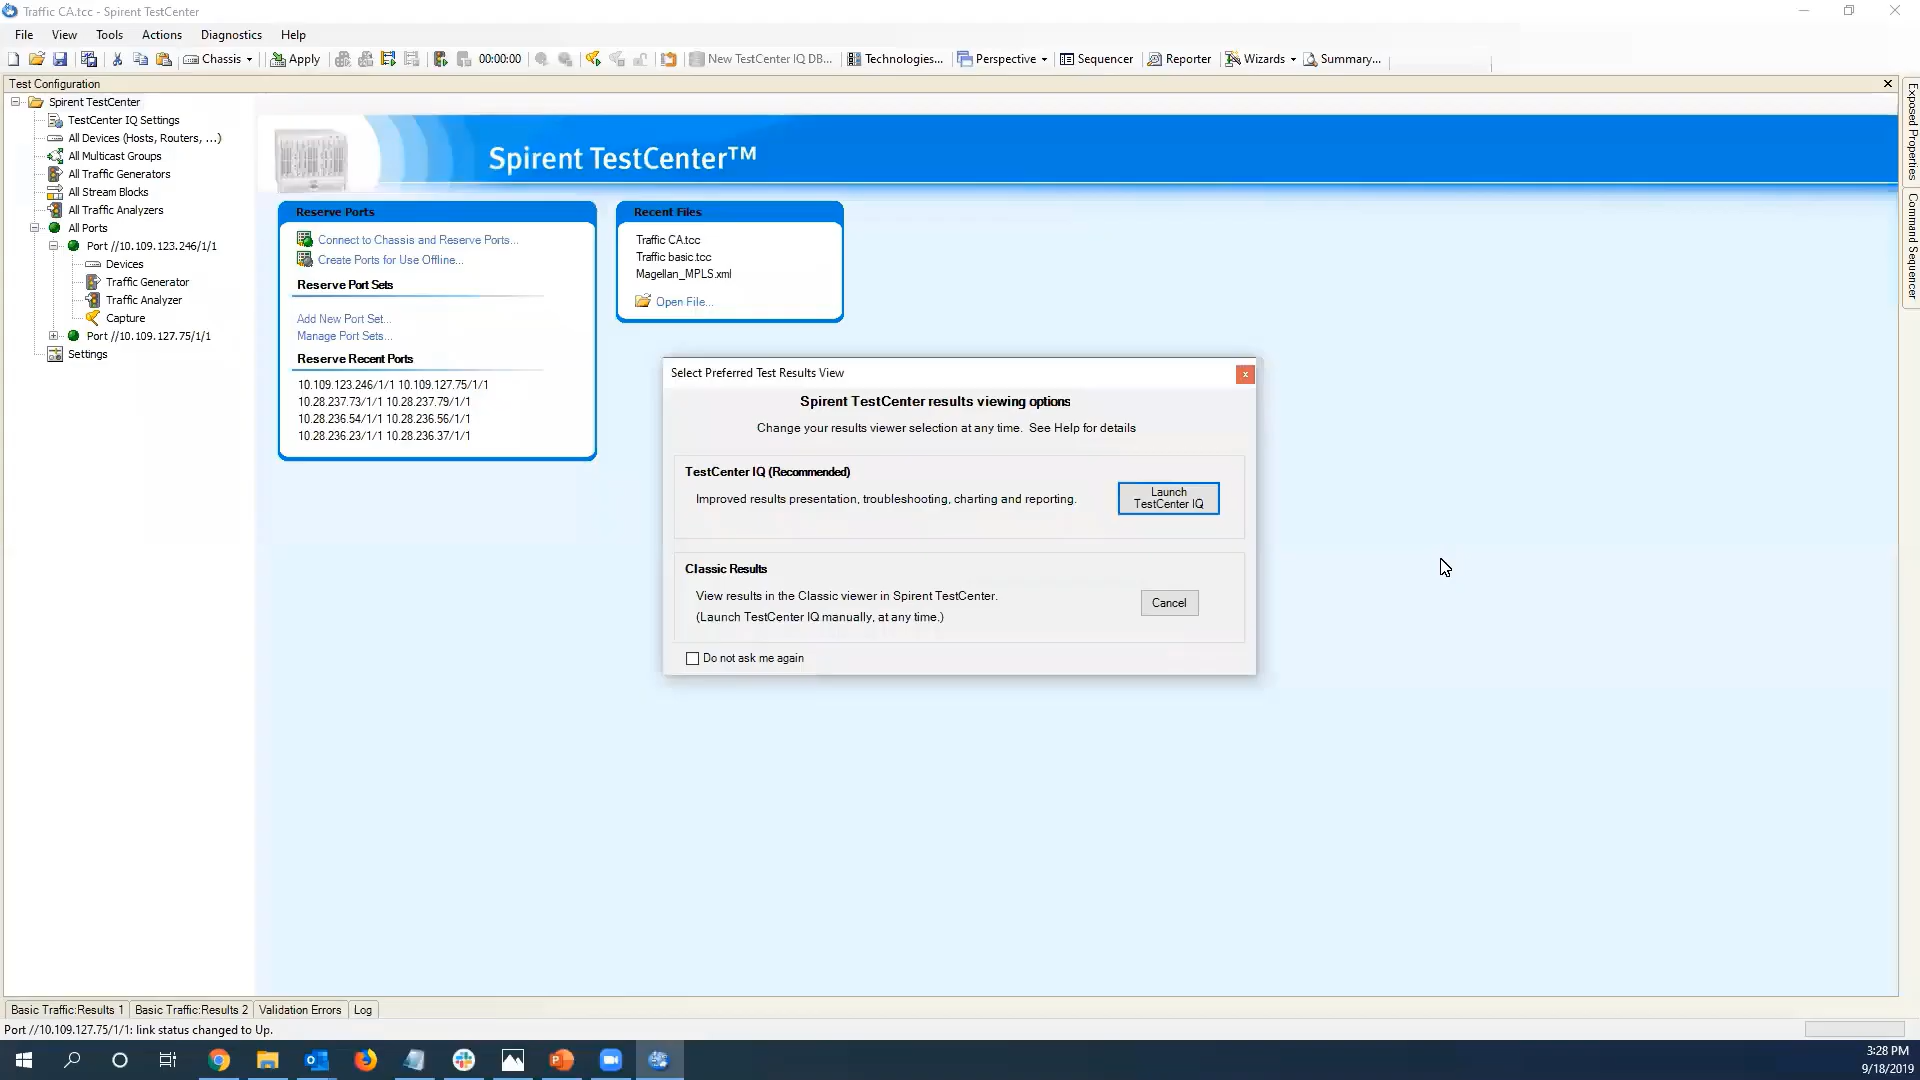 Traffic CA.tcc - Spirent TestCenter
File View Tools Actions Diagnostics Help
Chassis Apply 00:00:00 New TestCenter IQ DB... Technologies... Perspective Sequencer Reporter Wizards Summary...
Test Configuration
Spirent TestCenter
TestCenter IQ Settings
All Devices (Hosts, Routers, ...)
All Multicast Groups
All Traffic Generators
All Stream Blocks
All Traffic Analyzers
All Ports
Port //10.109.123.246/1/1
Devices
Traffic Generator
Traffic Analyzer
Capture
Port //10.109.127.75/1/1
Settings
Spirent TestCenter™
Reserve Ports
Connect to Chassis and Reserve Ports...
Create Ports for Use Offline...
Reserve Port Sets
Add New Port Set...
Manage Port Sets...
Reserve Recent Ports
10.109.123.246/1/1 10.109.127.75/1/1
10.28.237.73/1/1 10.28.237.79/1/1
10.28.236.54/1/1 10.28.236.56/1/1
10.28.236.23/1/1 10.28.236.37/1/1
Recent Files
Traffic CA.tcc
Traffic basic.tcc
Magellan_MPLS.xml
Open File...
Select Preferred Test Results View
Spirent TestCenter results viewing options
Change your results viewer selection at any time. See Help for details
TestCenter IQ (Recommended)
Improved results presentation, troubleshooting, charting and reporting.
Launch
TestCenter IQ
Classic Results
View results in the Classic viewer in Spirent TestCenter.
(Launch TestCenter IQ manually, at any time.)
Cancel
Do not ask me again
Exposed Properties
Command Sequencer
Basic Traffic:Results 1 Basic Traffic:Results 2 Validation Errors Log
Port //10.109.127.75/1/1: link status changed to Up.
3:28 PM
9/18/2019